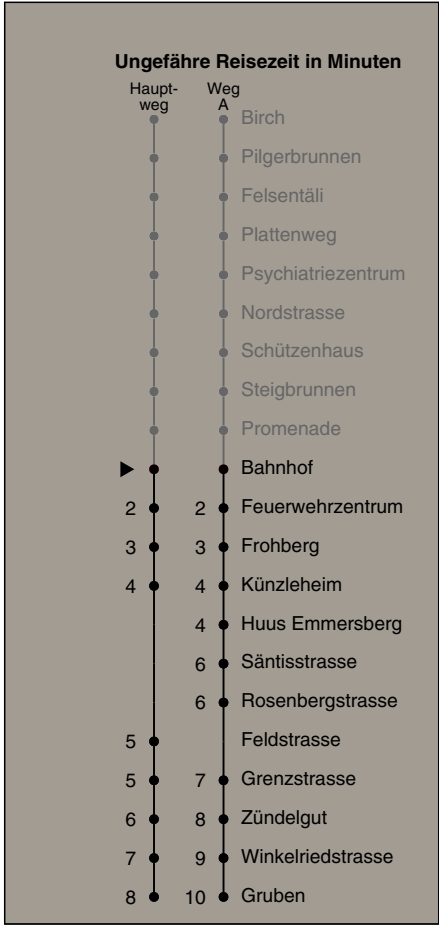 Ungefähre Reisezeit in Minuten
Haupt- Weg
weg A
Birch
Pilgerbrunnen
Felsentäli
Plattenweg
Psychiatriezentrum
Nordstrasse
Schützenhaus
Steigbrunnen
Promenade
Bahnhof
2 2 Feuerwehrzentrum
3 3 Frohberg
4 4 Künzleheim
4 Huus Emmersberg
6 Säntisstrasse
6 Rosenbergstrasse
5 Feldstrasse
5 7 Grenzstrasse
6 8 Zündelgut
7 9 Winkelriedstrasse
8 10 Gruben